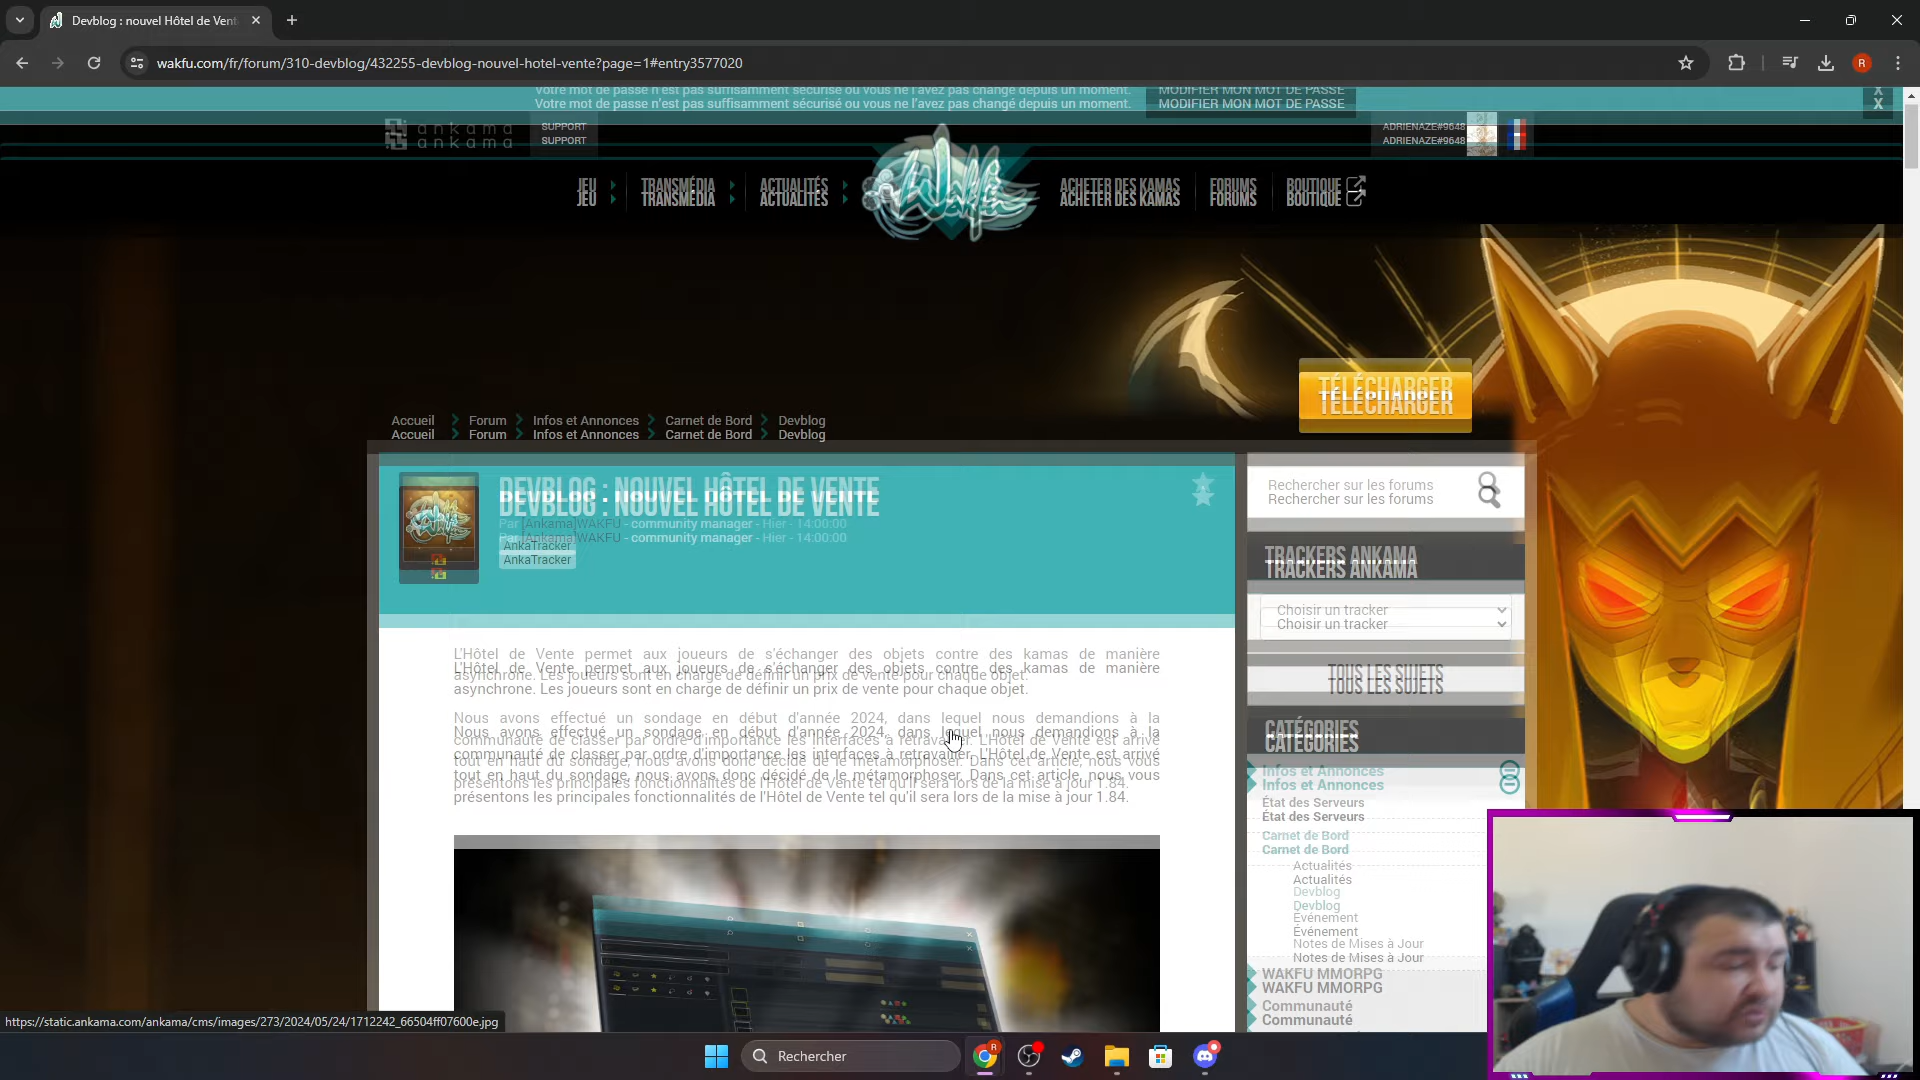 Devblog : nouvel Hôtel de Vent
wakfu.com/fr/forum/310-devblog/432255-devblog-nouvel-hotel-vente?page=1#entry3577020
R
Votre mot de passe n'est pas suffisamment sécurisé ou vous ne l'avez pas changé depuis un moment.
MODIFIER MON MOT DE PASSE
X
ankama
SUPPORT
ADRIENAZE#9648
JEU
TRANSMÉDIA
ACTUALITÉS
Wakfu
ACHETER DES KAMAS
FORUMS
BOUTIQUE
TÉLÉCHARGER
Accueil
Forum
Infos et Annonces
Carnet de Bord
Devblog
DEVBLOG : NOUVEL HÔTEL DE VENTE
Par [Ankama]WAKFU - community manager - Hier - 14:00:00
AnkaTracker
L'Hôtel de Vente permet aux joueurs de s'échanger des objets contre des kamas de manière
asynchrone. Les joueurs sont en charge de définir un prix de vente pour chaque objet.
Nous avons effectué un sondage en début d'année 2024, dans lequel nous demandions à la
communauté de classer par ordre d'importance les interfaces à retravailler. L'Hôtel de Vente est arrivé
tout en haut du sondage, nous avons donc décidé de le métamorphoser. Dans cet article, nous vous
présentons les principales fonctionnalités de l'Hôtel de Vente tel qu'il sera lors de la mise à jour 1.84.
Rechercher sur les forums
TRACKERS ANKAMA
Choisir un tracker
TOUS LES SUJETS
CATÉGORIES
Infos et Annonces
État des Serveurs
Carnet de Bord
Actualités
Devblog
Événement
Notes de Mises à Jour
WAKFU MMORPG
Communauté
https://static.ankama.com/ankama/cms/images/273/2024/05/24/1712242_66504ff07600e.jpg
Rechercher
R